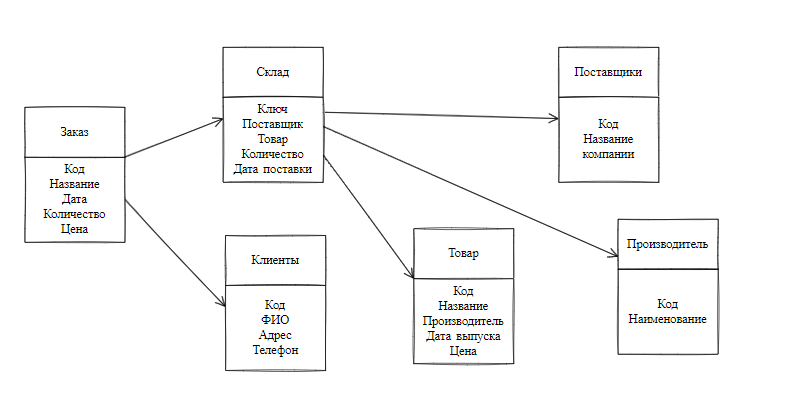 Заказ
Код
Название
Дата
Количество
Цена
Склад
Ключ
Поставщик
Товар
Количество
Дата поставки
Поставщики
Код
Название
компании
Клиенты
Код
ФИО
Адрес
Телефон
Товар
Код
Название
Производитель
Дата выпуска
Цена
Производитель
Код
Наименование